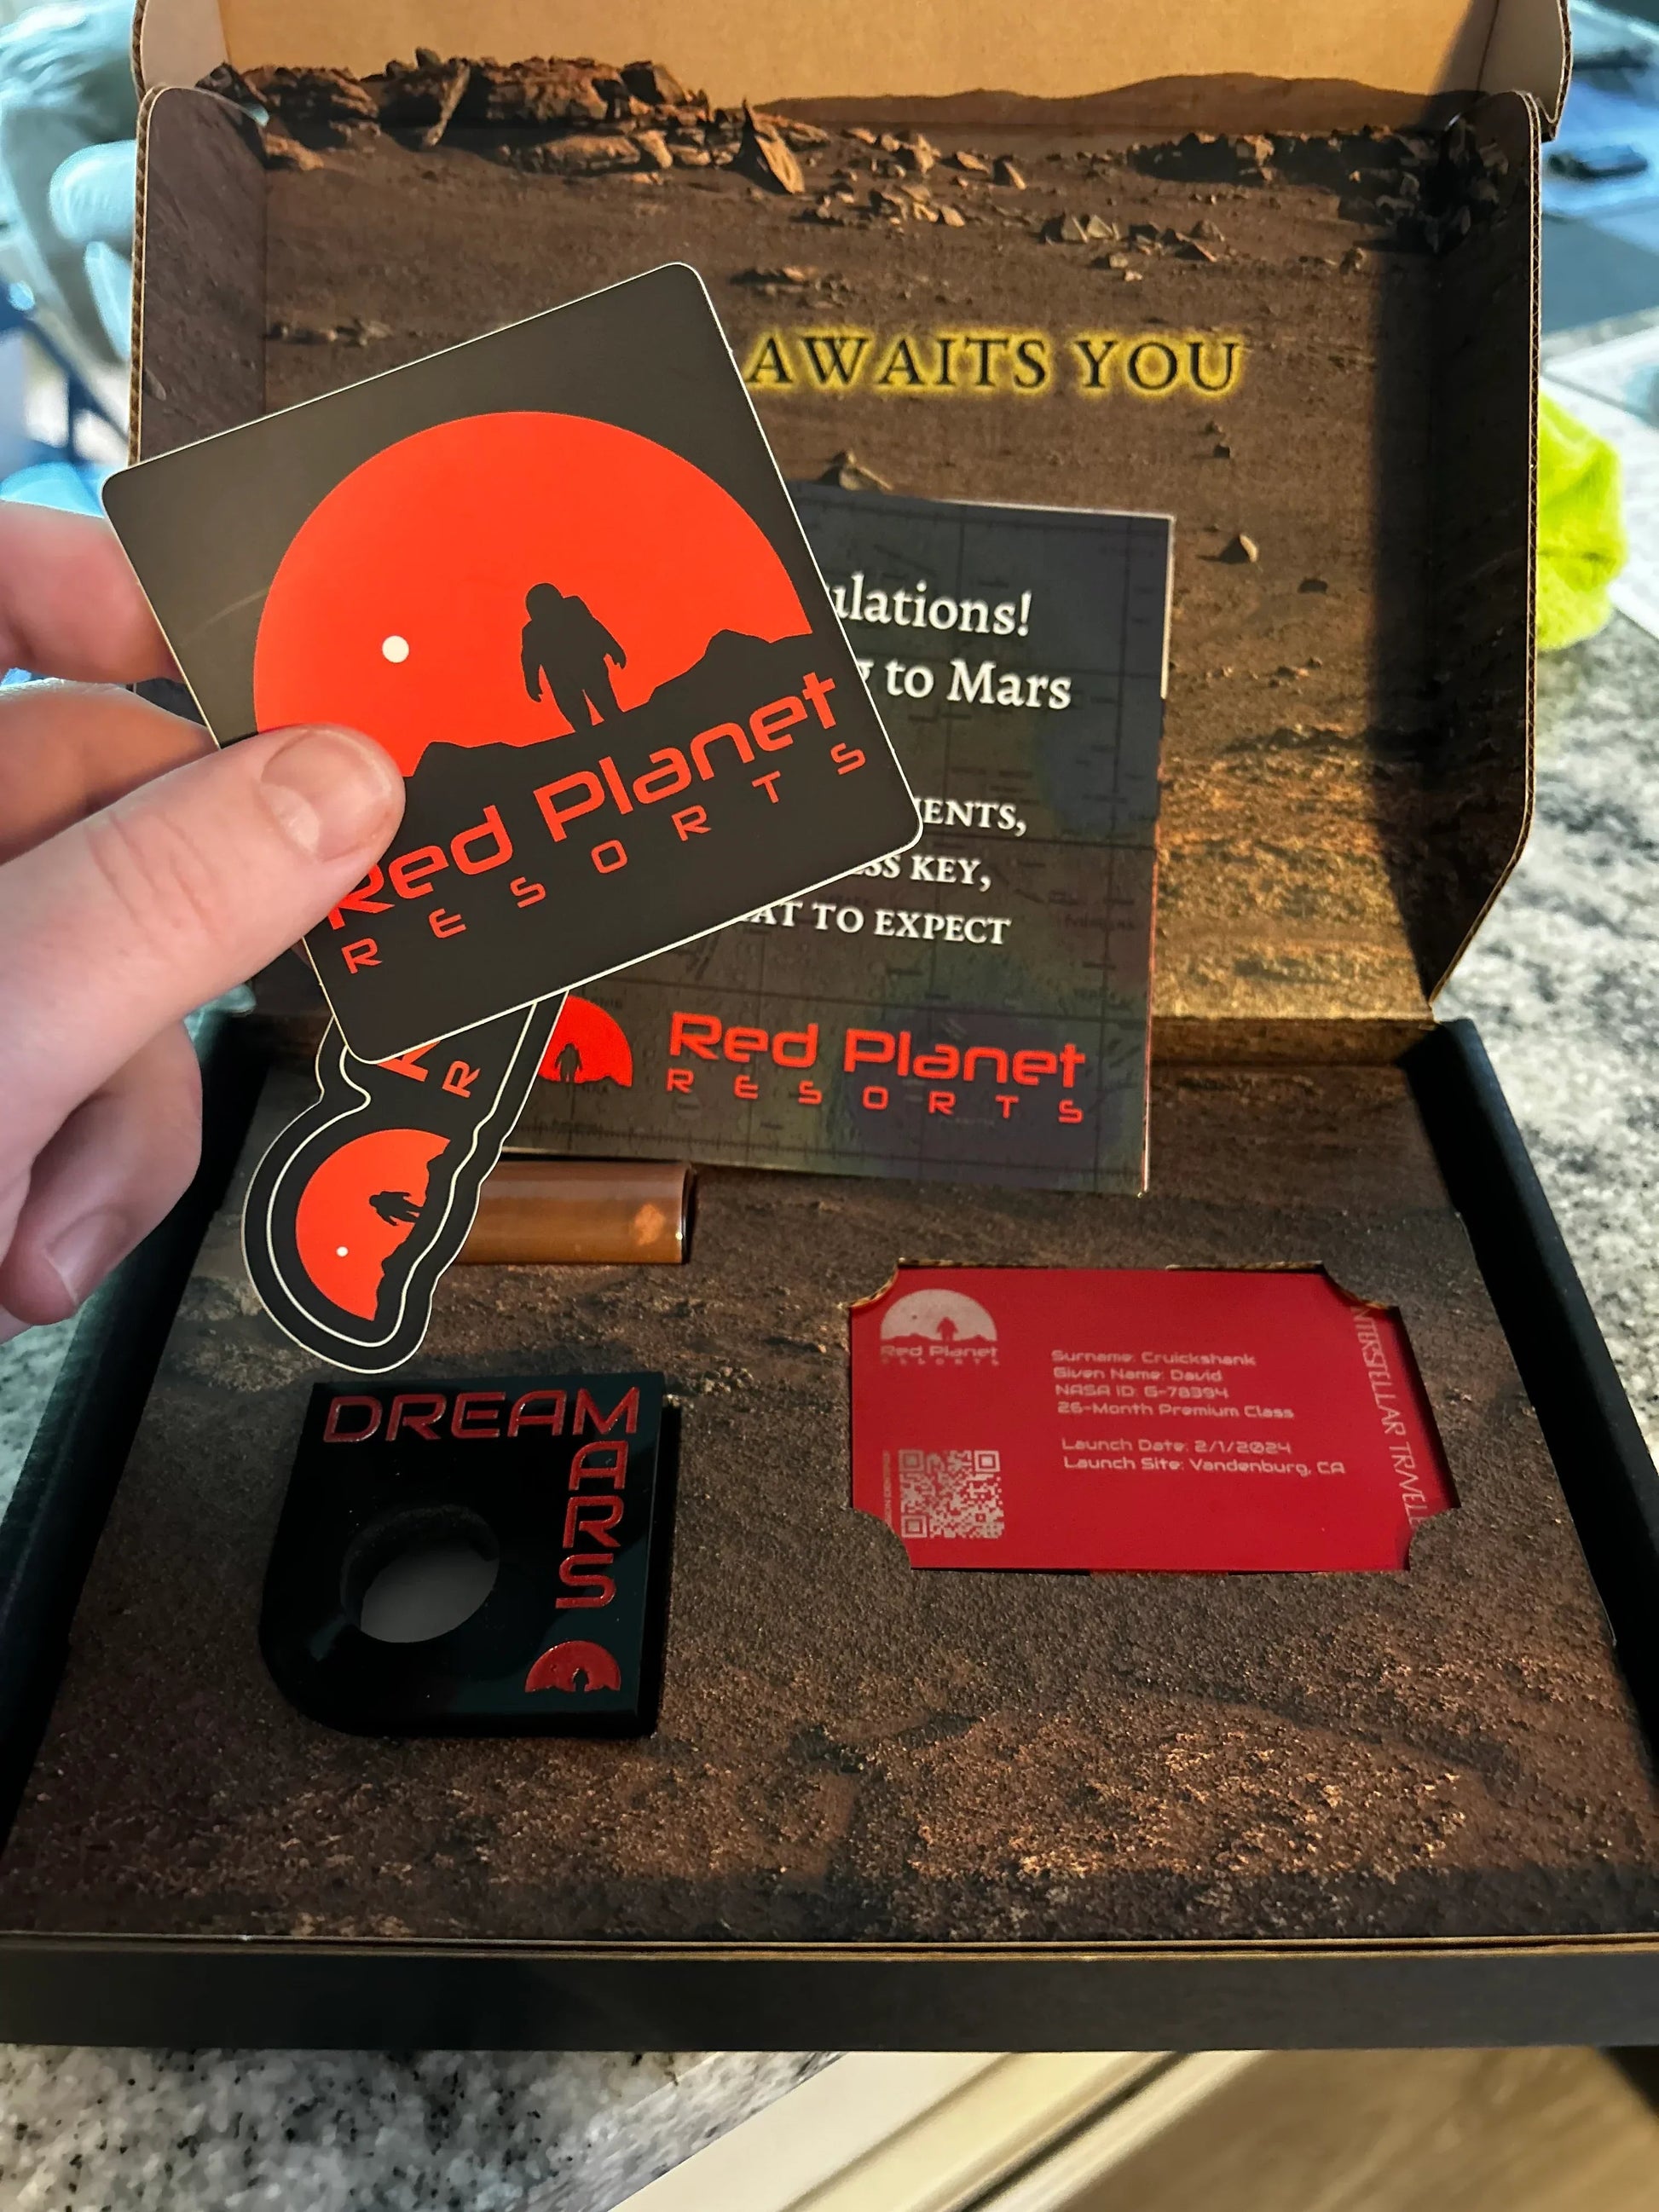 AWAITS YOU
ulations!
to Mars
ENTS,
SS KEY,
AT TO EXPECT
Red Planet
RESORTS
Red Planet
RESORTS
R
DREAM
MARS
Red Planet
RESORTS
Surname: Cruickshank
Given Name: David
NASA ID: G-78394
26-Month Premium Class
Launch Date: 2/1/2024
Launch Site: Vandenburg, CA
INTERSTELLAR TRAVEL